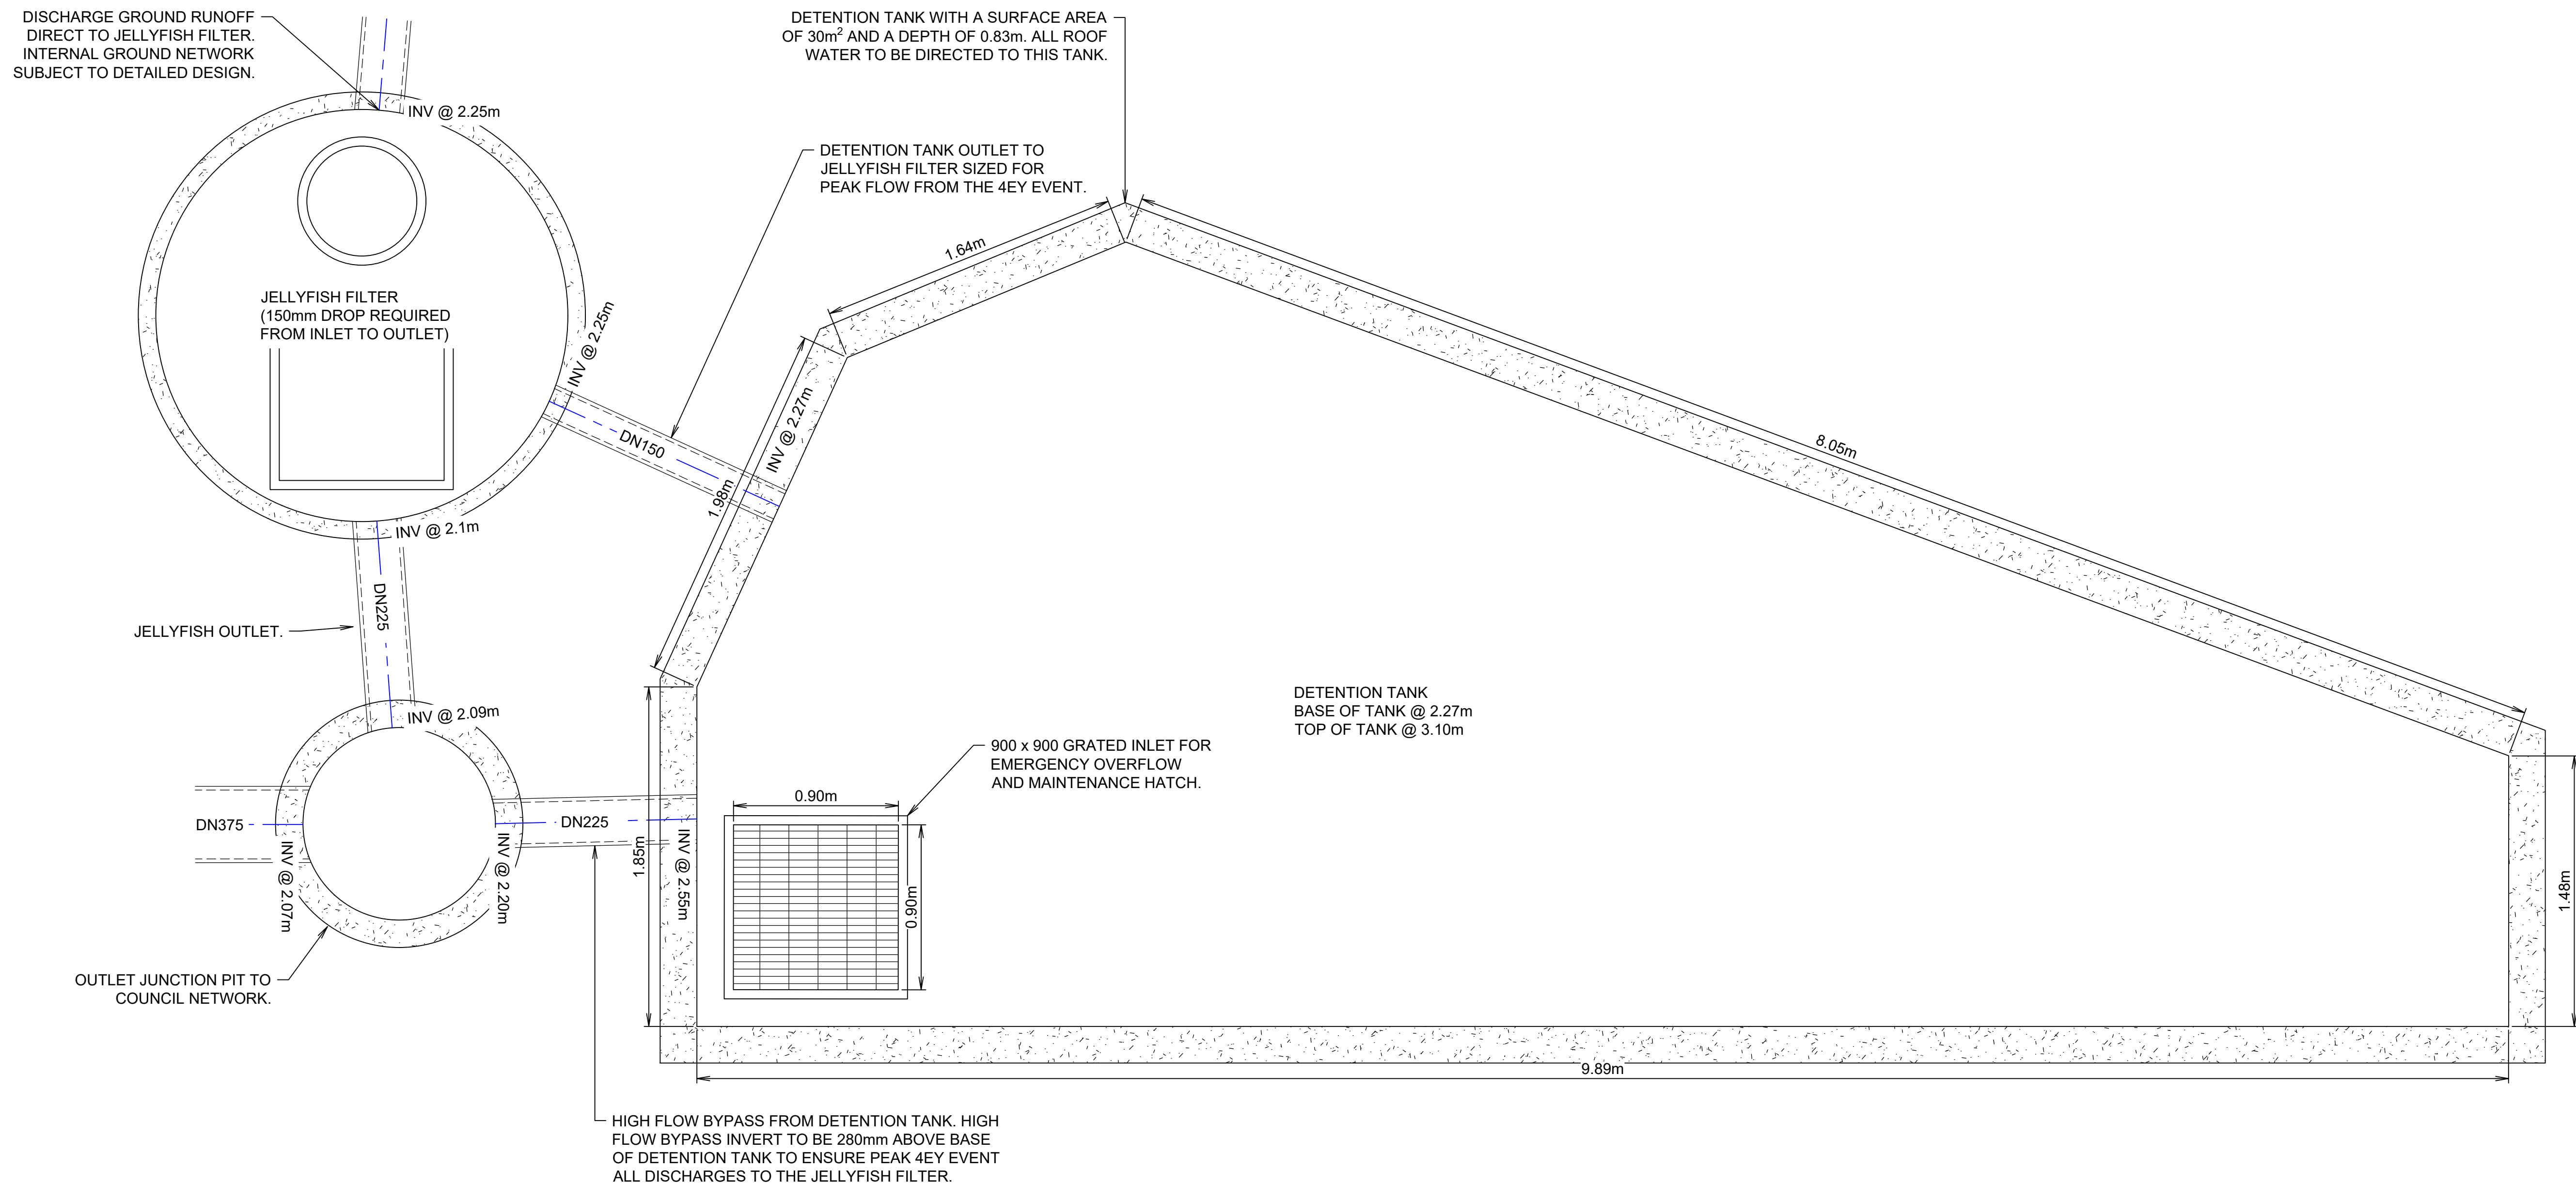 DISCHARGE GROUND RUNOFF
DIRECT TO JELLYFISH FILTER.
INTERNAL GROUND NETWORK
SUBJECT TO DETAILED DESIGN.
DETENTION TANK WITH A SURFACE AREA
OF 30m² AND A DEPTH OF 0.83m. ALL ROOF
WATER TO BE DIRECTED TO THIS TANK.
INV @ 2.25m
DETENTION TANK OUTLET TO
JELLYFISH FILTER SIZED FOR
PEAK FLOW FROM THE 4EY EVENT.
1.64m
JELLYFISH FILTER
(150mm DROP REQUIRED
FROM INLET TO OUTLET)
INV @ 2.25m
INV @ 2.27m
DN150
8.05m
1.98m
INV @ 2.1m
DN225
JELLYFISH OUTLET.
INV @ 2.09m
DETENTION TANK
BASE OF TANK @ 2.27m
TOP OF TANK @ 3.10m
900 x 900 GRATED INLET FOR
EMERGENCY OVERFLOW
AND MAINTENANCE HATCH.
0.90m
DN375
DN225
INV @ 2.07m
INV @ 2.20m
1.85m
INV @ 2.55m
0.90m
1.48m
OUTLET JUNCTION PIT TO
COUNCIL NETWORK.
9.89m
HIGH FLOW BYPASS FROM DETENTION TANK. HIGH
FLOW BYPASS INVERT TO BE 280mm ABOVE BASE
OF DETENTION TANK TO ENSURE PEAK 4EY EVENT
ALL DISCHARGES TO THE JELLYFISH FILTER.